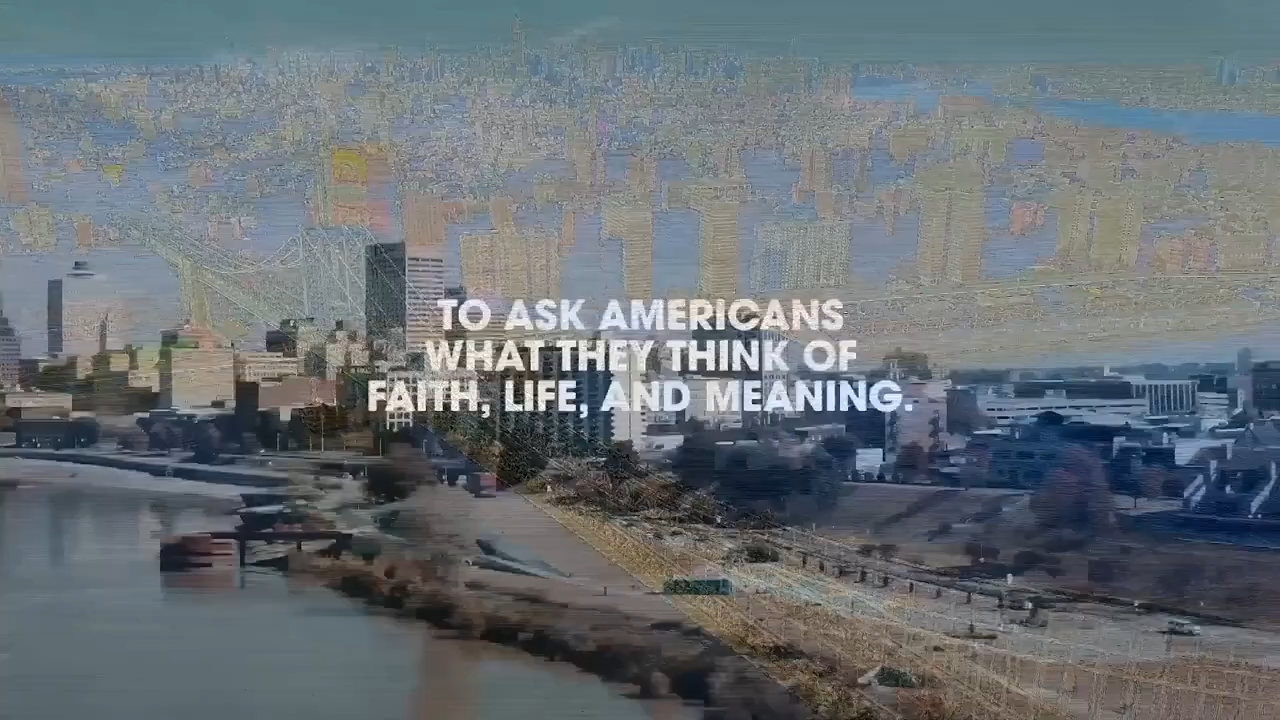 TO ASK AMERICANS
WHAT THEY THINK OF
FAITH, LIFE, AND MEANING.